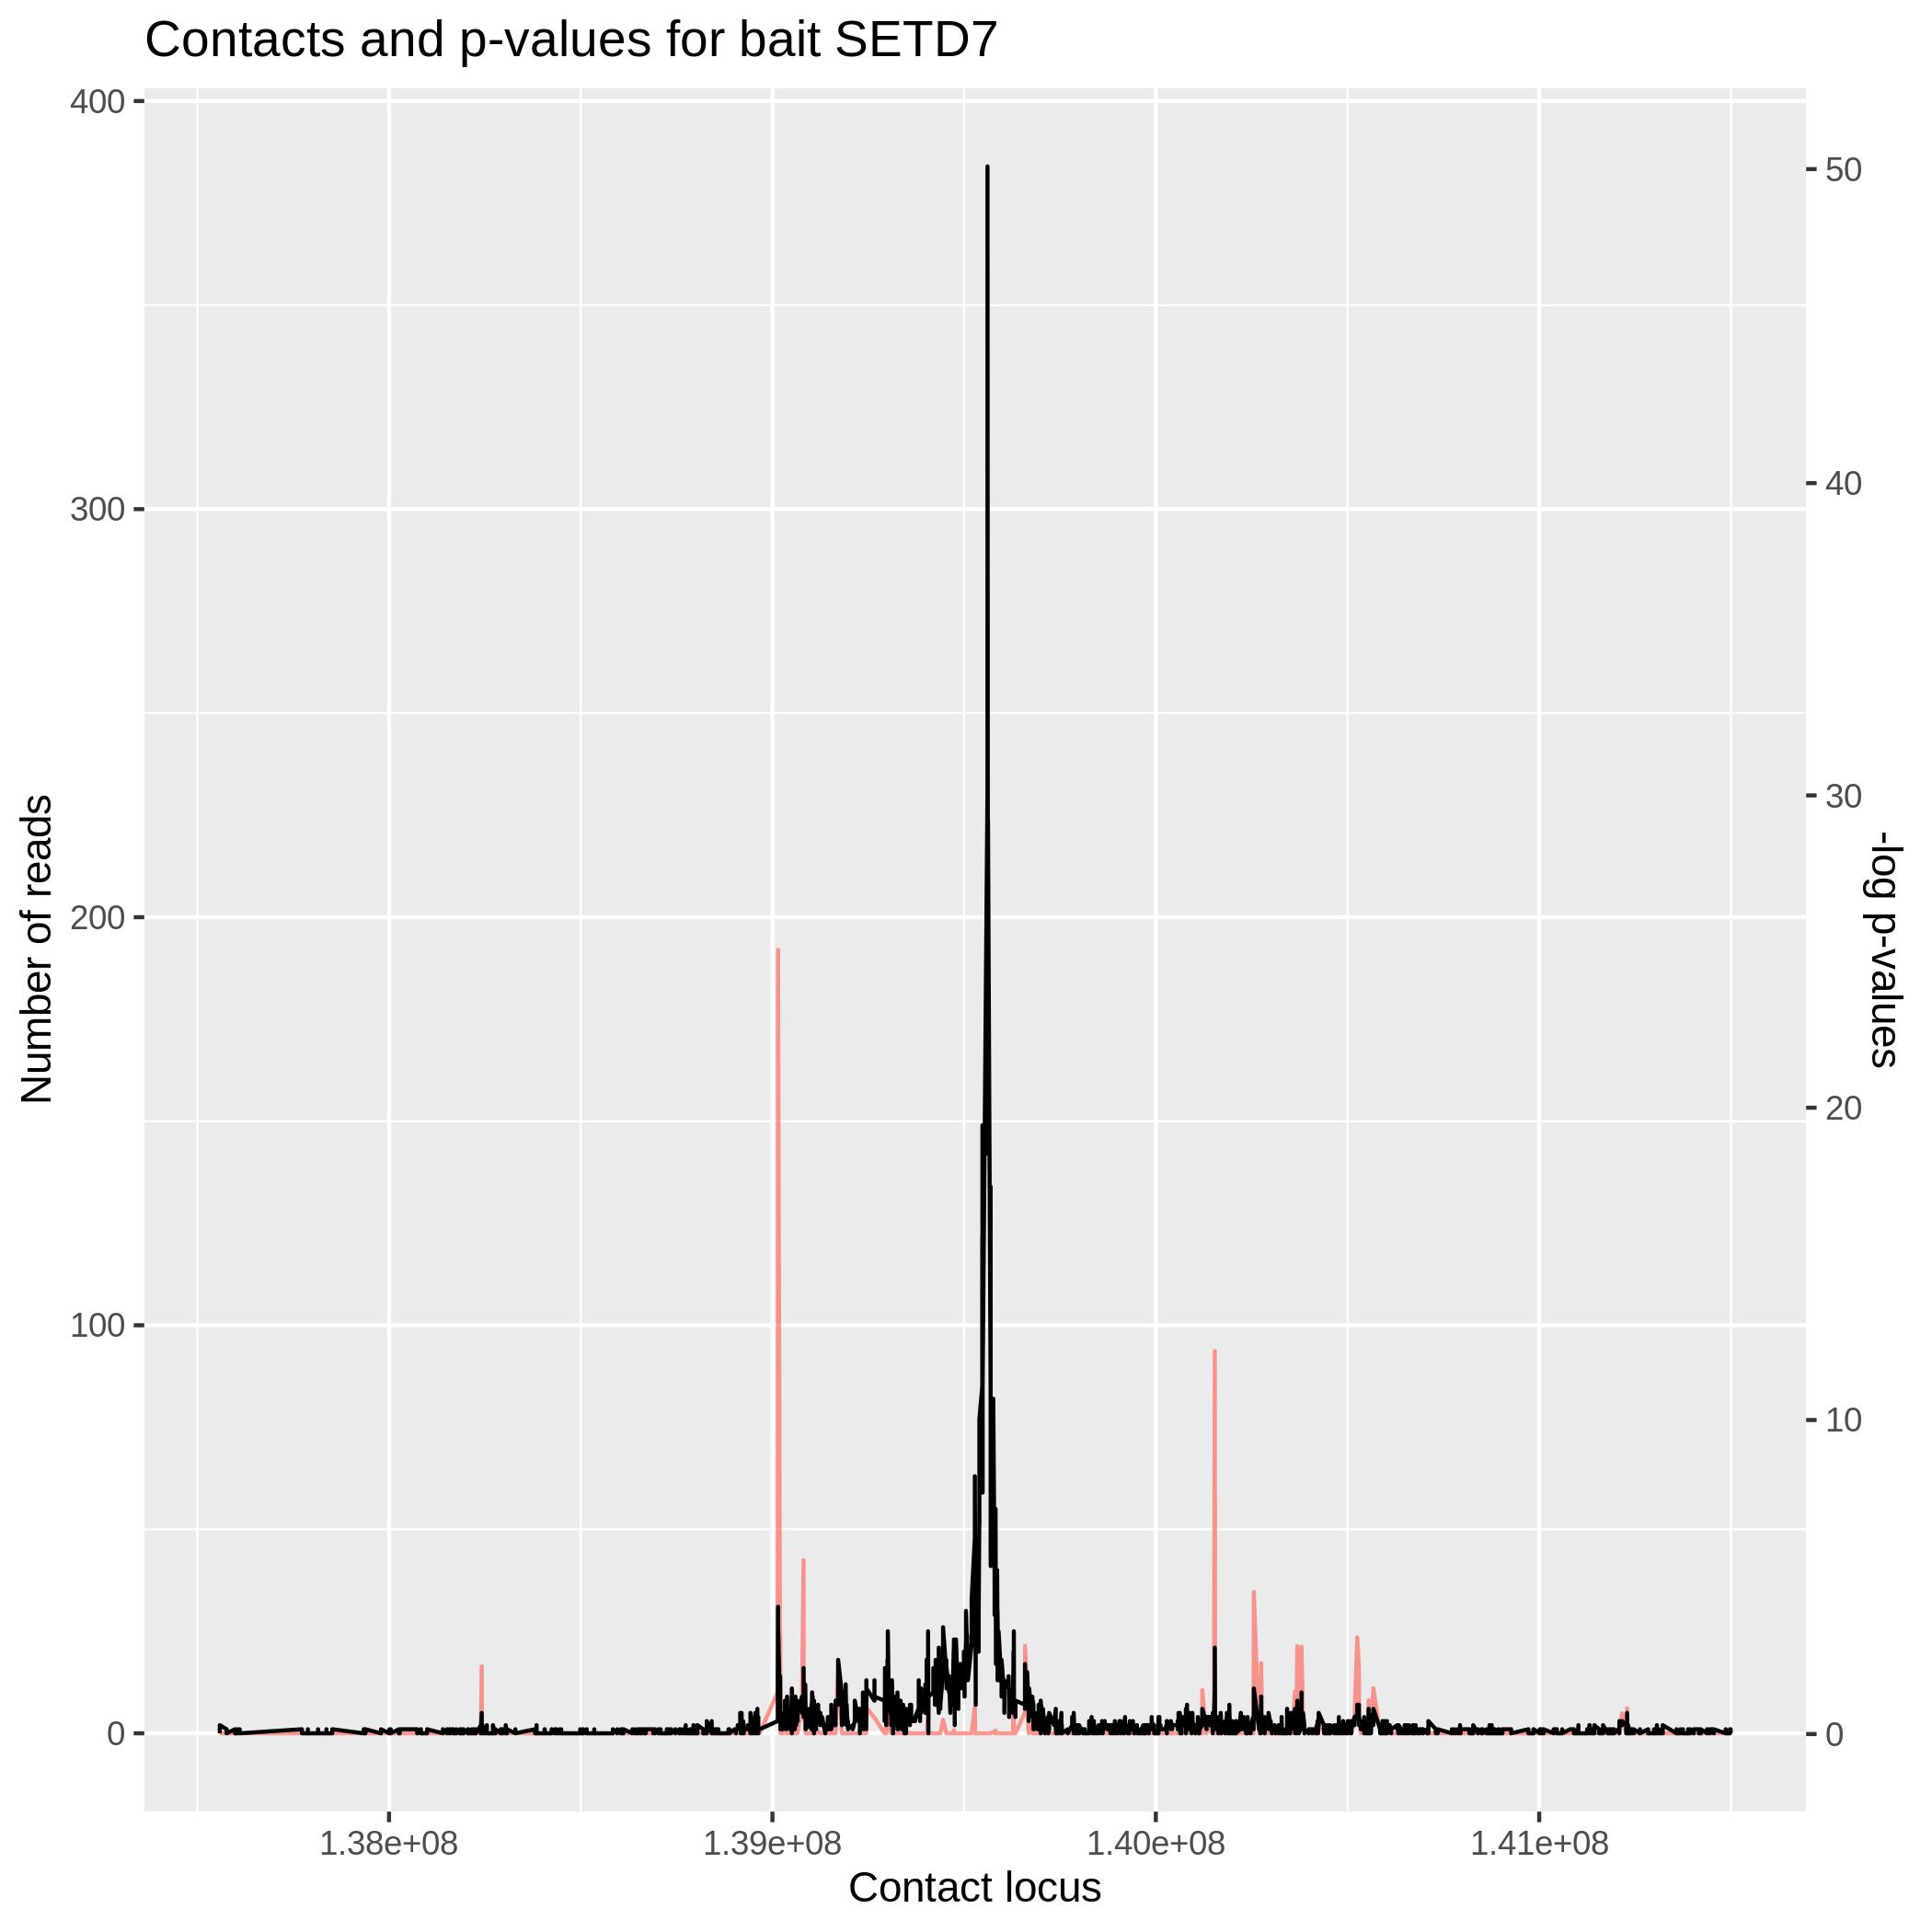 Contacts and p-values for bait SETD7
400
300
200
100
0
Number of reads
50
40
30
20
10
0
-log p-values
1.38e+08
1.39e+08
1.40e+08
1.41e+08
Contact locus